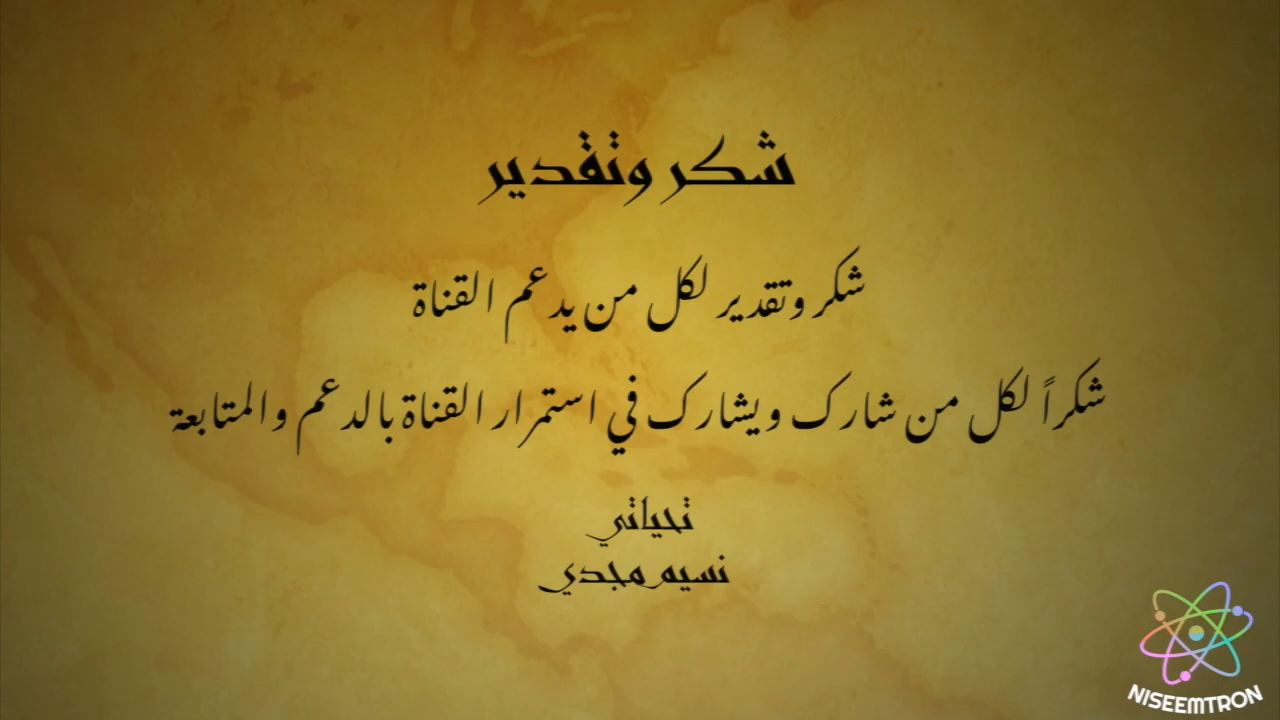 شكر وتقدير
شكر وتقدير لكل من يدعم القناة
شكراً لكل من شارك ويشارك في استمرار القناة بالدعم والمتابعة
تحياتي
نسيم مجدي
NISEEMTRON